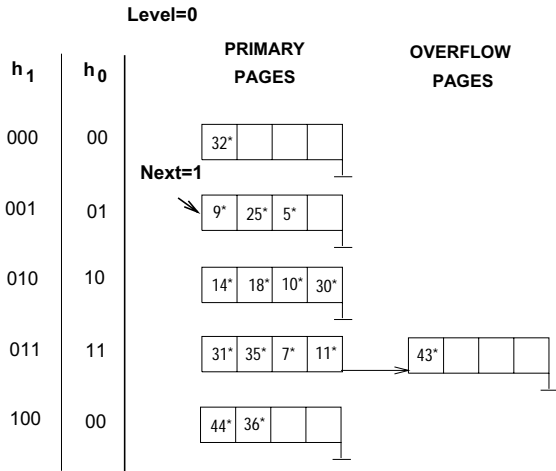 Level=0
h1 h0 PRIMARY PAGES OVERFLOW PAGES
000 00 32*
Next=1
001 01 9* 25* 5*
010 10 14* 18* 10* 30*
011 11 31* 35* 7* 11* 43*
100 00 44* 36*